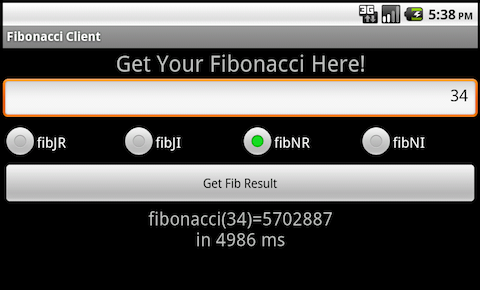 3G 5:38 PM
Fibonacci Client
Get Your Fibonacci Here!
34
fibJR fibJI fibNR fibNI
Get Fib Result
fibonacci(34)=5702887
in 4986 ms